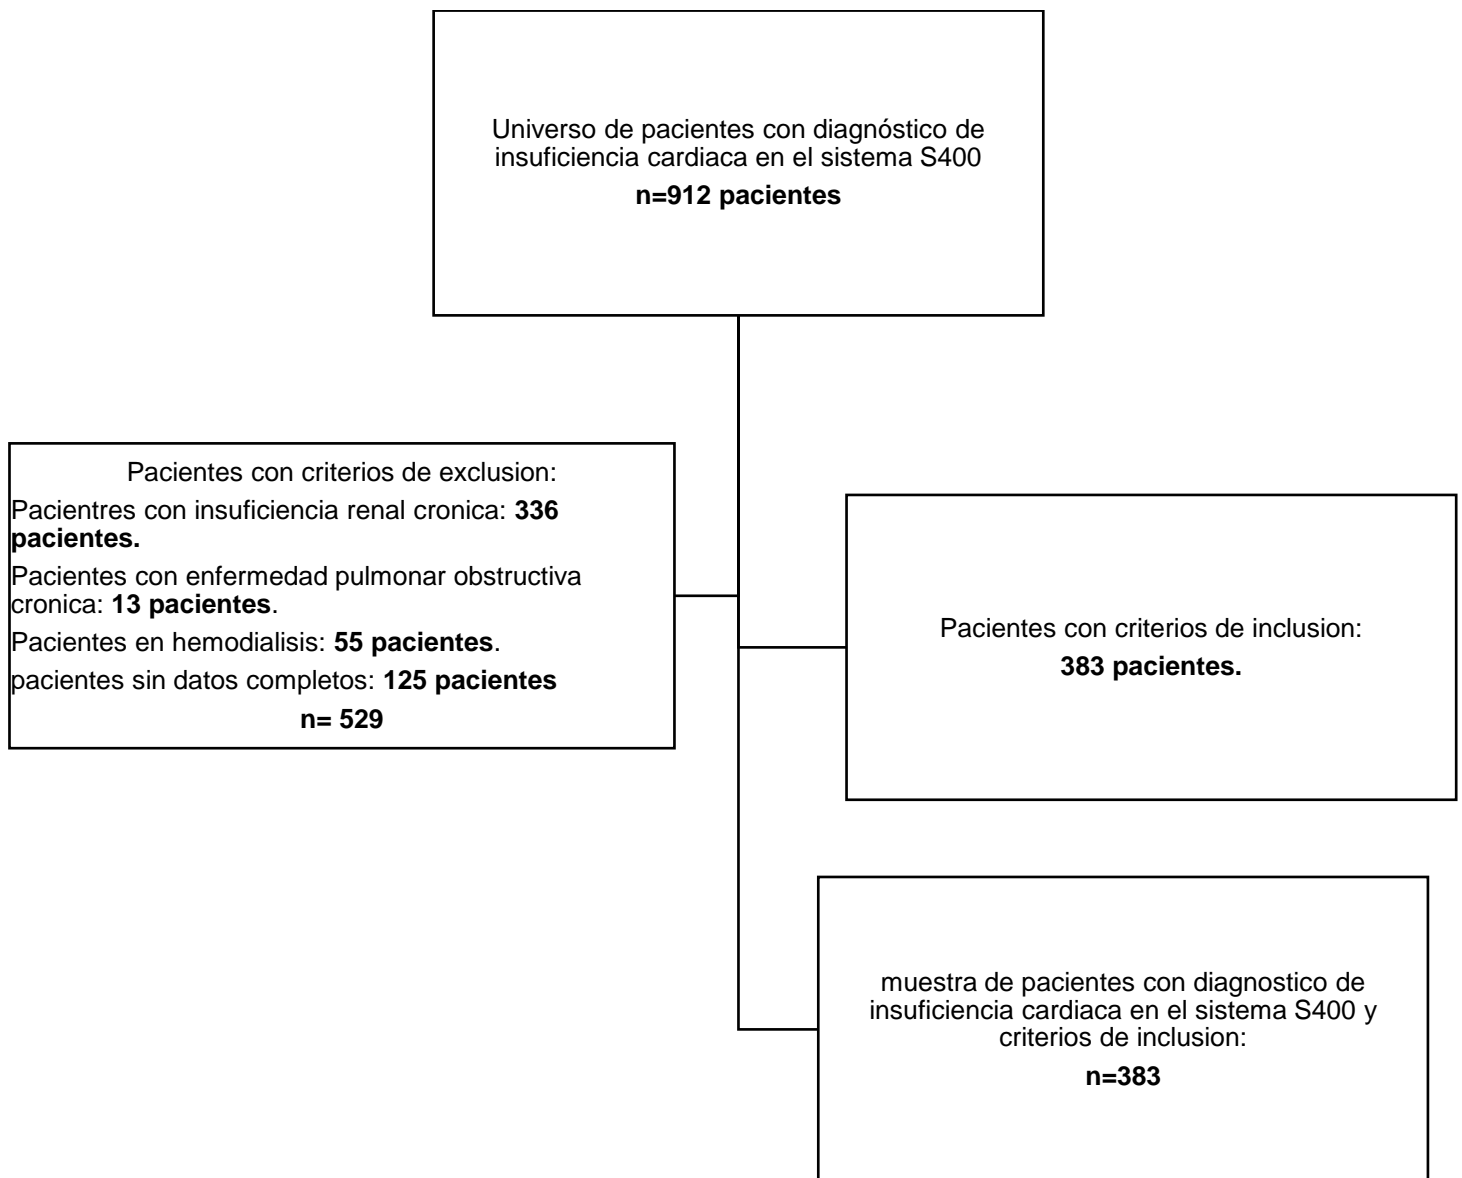 Universo de pacientes con diagnóstico de
insuficiencia cardiaca en el sistema S400
n=912 pacientes
Pacientes con criterios de exclusion:
Pacientres con insuficiencia renal cronica: 336
pacientes.
Pacientes con enfermedad pulmonar obstructiva
cronica: 13 pacientes.
Pacientes en hemodialisis: 55 pacientes.
pacientes sin datos completos: 125 pacientes
n= 529
Pacientes con criterios de inclusion:
383 pacientes.
muestra de pacientes con diagnostico de
insuficiencia cardiaca en el sistema S400 y
criterios de inclusion:
n=383